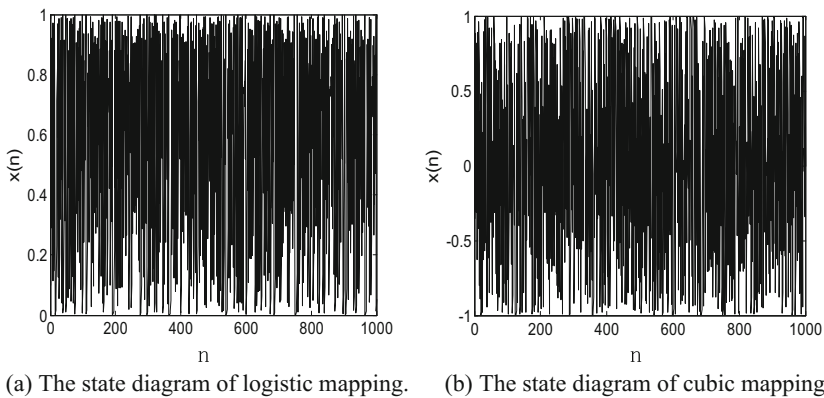 1
0.8
0.6
0.4
0.2
0
x(n)
0 200 400 600 800 1000
n
(a) The state diagram of logistic mapping.
1
0.5
0
-0.5
-1
x(n)
0 200 400 600 800 1000
n
(b) The state diagram of cubic mapping